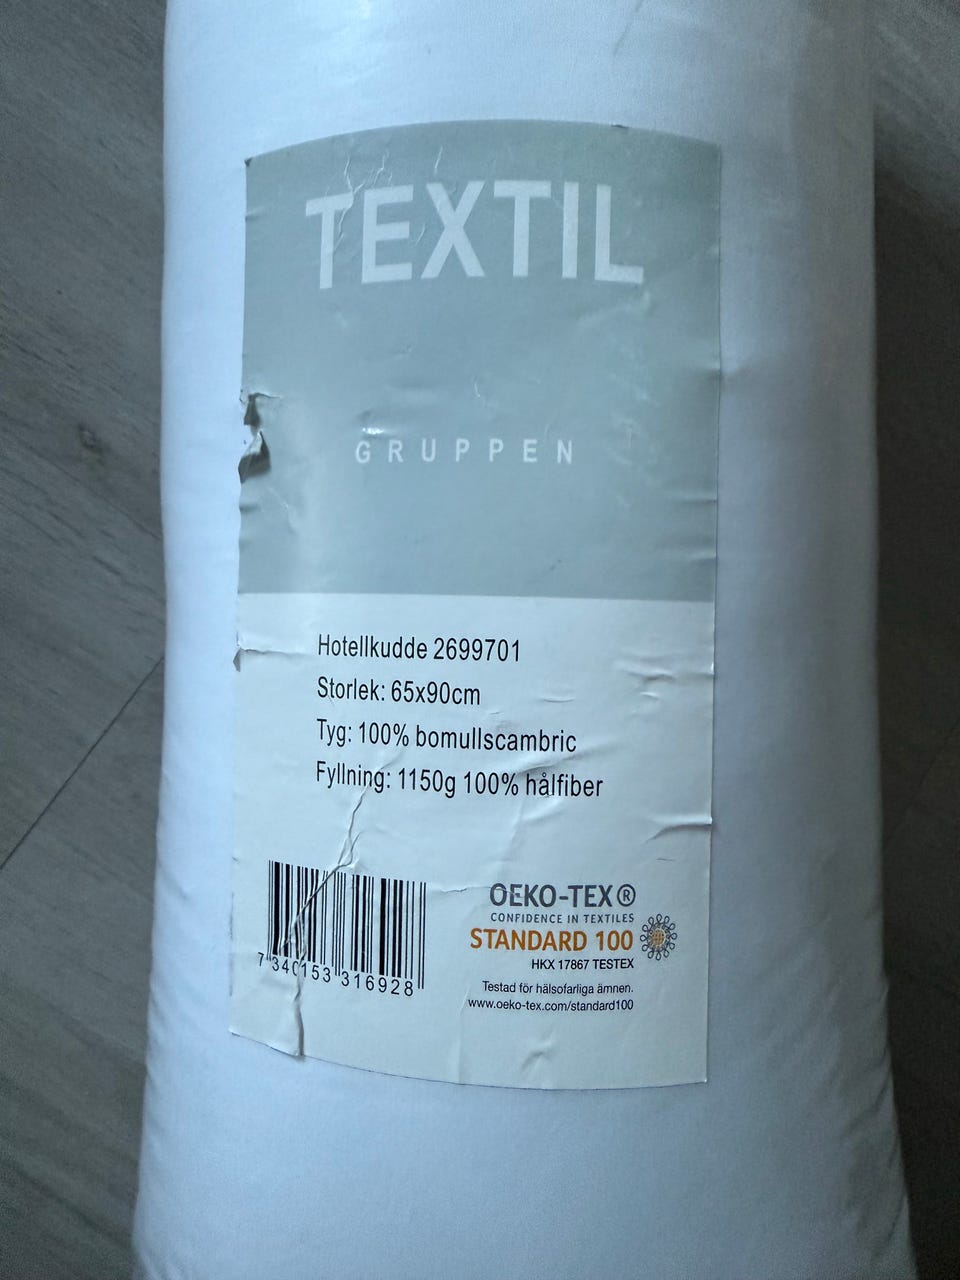 TEXTIL
GRUPPEN
Hotellkudde 2699701
Storlek: 65x90cm
Tyg: 100% bomullscambric
Fyllning: 1150g 100% hålfiber
OEKO-TEX®
CONFIDENCE IN TEXTILES
STANDARD 100
HKX 17867 TESTEX
Testad för hälsofarliga ämnen.
www.oeko-tex.com/standard100
7 340153 316928